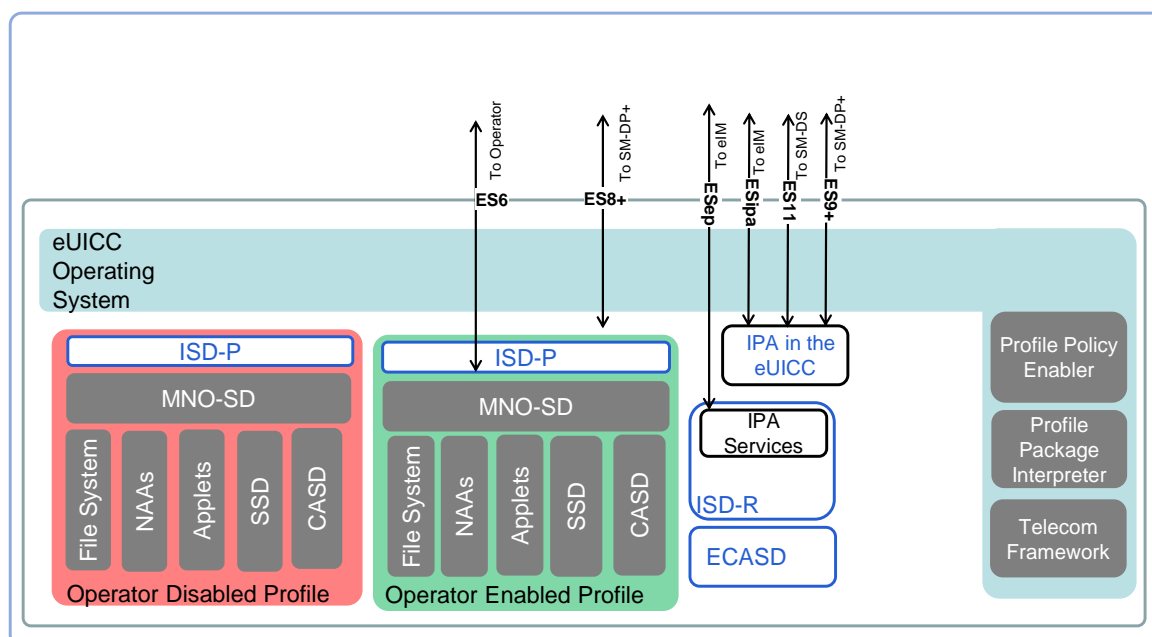 To Operator
To SM-DP+
To eIM
To eIM
To SM-DS
To SM-DP+
ES6
ES8+
ESep
ESipa
ES11
ES9+
eUICC
Operating
System
ISD-P
MNO-SD
File System
NAAs
Applets
SSD
CASD
Operator Disabled Profile
ISD-P
MNO-SD
File System
NAAs
Applets
SSD
CASD
Operator Enabled Profile
IPA in the
eUICC
IPA
Services
ISD-R
ECASD
Profile Policy
Enabler
Profile
Package
Interpreter
Telecom
Framework